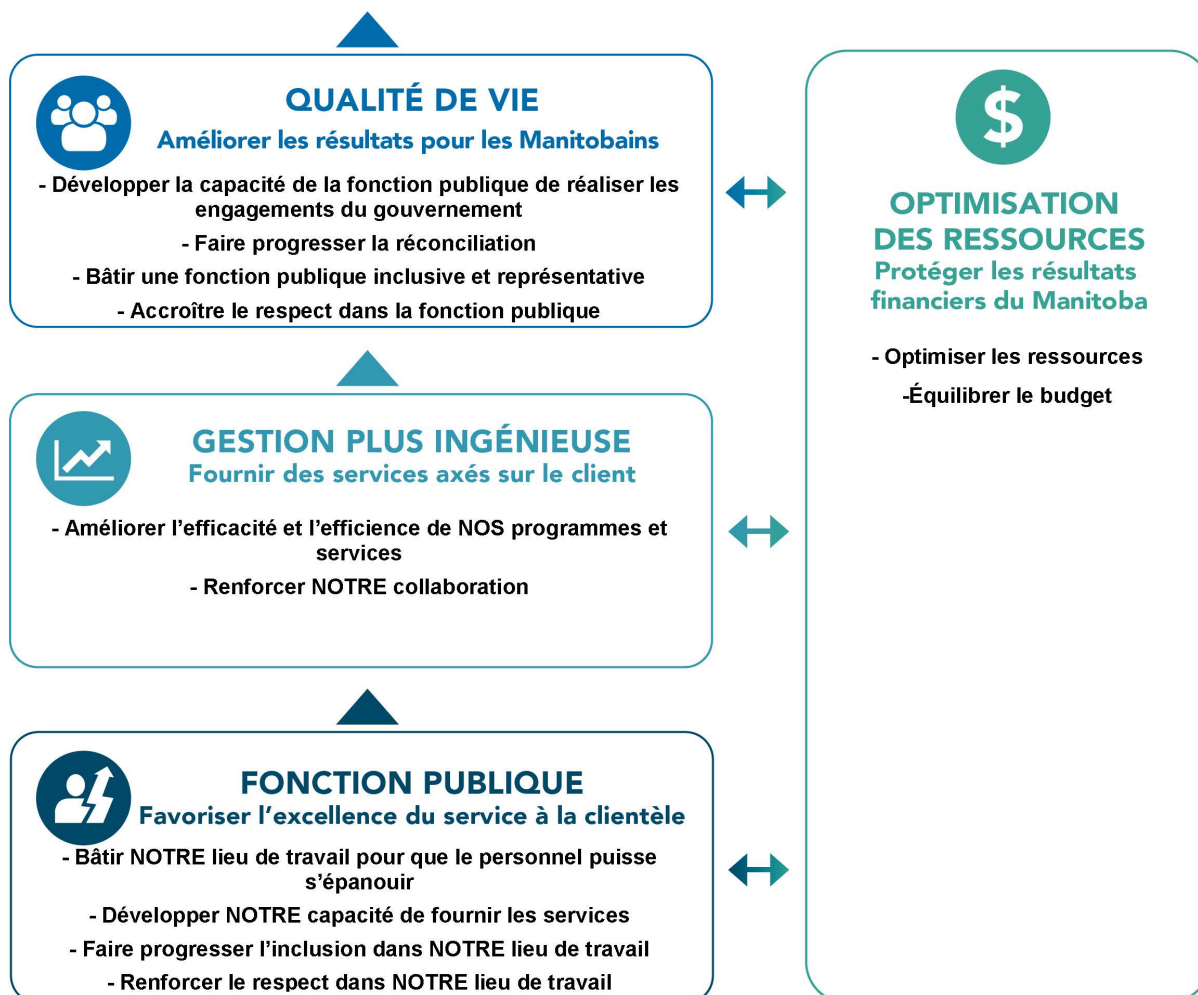 QUALITÉ DE VIE
Améliorer les résultats pour les Manitobains
- Développer la capacité de la fonction publique de réaliser les
engagements du gouvernement
- Faire progresser la réconciliation
- Bâtir une fonction publique inclusive et représentative
- Accroître le respect dans la fonction publique
GESTION PLUS INGÉNIEUSE
Fournir des services axés sur le client
- Améliorer l’efficacité et l’efficience de NOS programmes et
services
- Renforcer NOTRE collaboration
FONCTION PUBLIQUE
Favoriser l’excellence du service à la clientèle
- Bâtir NOTRE lieu de travail pour que le personnel puisse
s’épanouir
- Développer NOTRE capacité de fournir les services
- Faire progresser l’inclusion dans NOTRE lieu de travail
- Renforcer le respect dans NOTRE lieu de travail
$
OPTIMISATION
DES RESSOURCES
Protéger les résultats
financiers du Manitoba
- Optimiser les ressources
-Équilibrer le budget